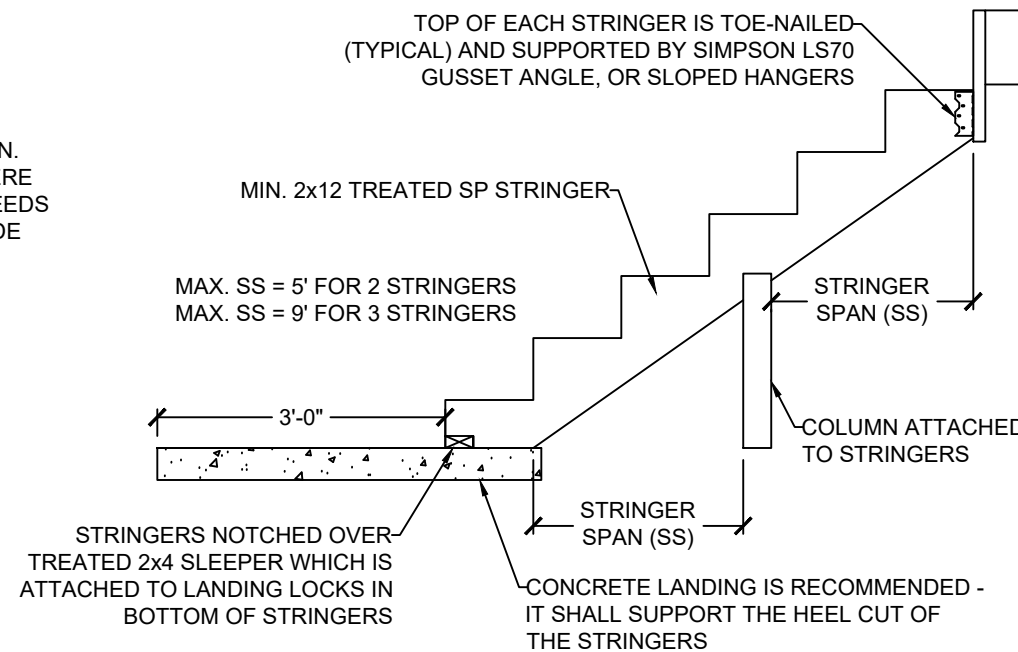 TOP OF EACH STRINGER IS TOE-NAILED
(TYPICAL) AND SUPPORTED BY SIMPSON LS70
GUSSET ANGLE, OR SLOPED HANGERS
N.
ERE
EEDS
DE
MIN. 2x12 TREATED SP STRINGER
MAX. SS = 5' FOR 2 STRINGERS
MAX. SS = 9' FOR 3 STRINGERS
STRINGER
SPAN (SS)
3'-0"
COLUMN ATTACHED
TO STRINGERS
STRINGER
SPAN (SS)
STRINGERS NOTCHED OVER
TREATED 2x4 SLEEPER WHICH IS
ATTACHED TO LANDING LOCKS IN
BOTTOM OF STRINGERS
CONCRETE LANDING IS RECOMMENDED -
IT SHALL SUPPORT THE HEEL CUT OF
THE STRINGERS